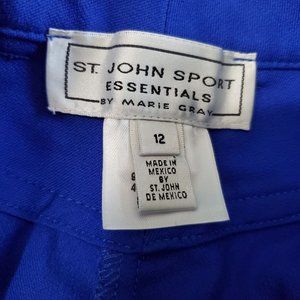 ST. JOHN SPORT
ESSENTIALS
BY MARIE GRAY
12
MADE IN
MEXICO
BY
ST. JOHN
DE MEXICO